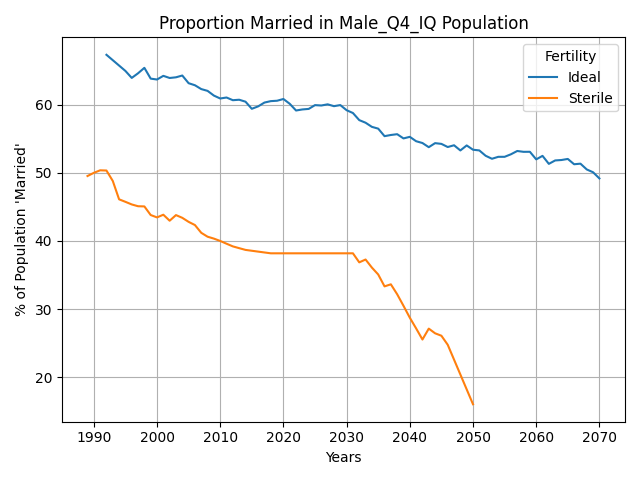 Proportion Married in Male_Q4_IQ Population
Fertility
Ideal
Sterile
% of Population 'Married'
60
50
40
30
20
1990 2000 2010 2020 2030 2040 2050 2060 2070
Years